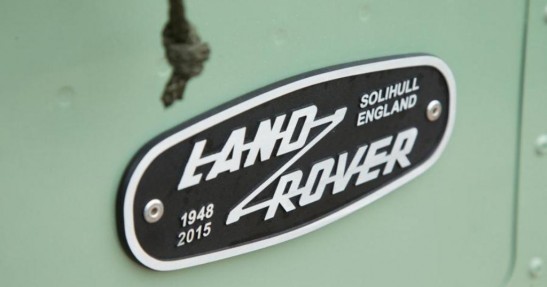 LAND
ROVER
SOLIHULL
ENGLAND
1948
2015